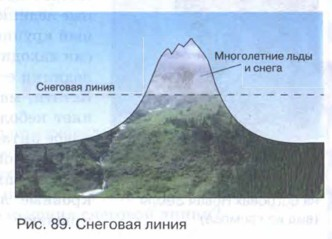 Многолетние льды
и снега
Снеговая линия
Рис. 89. Снеговая линия